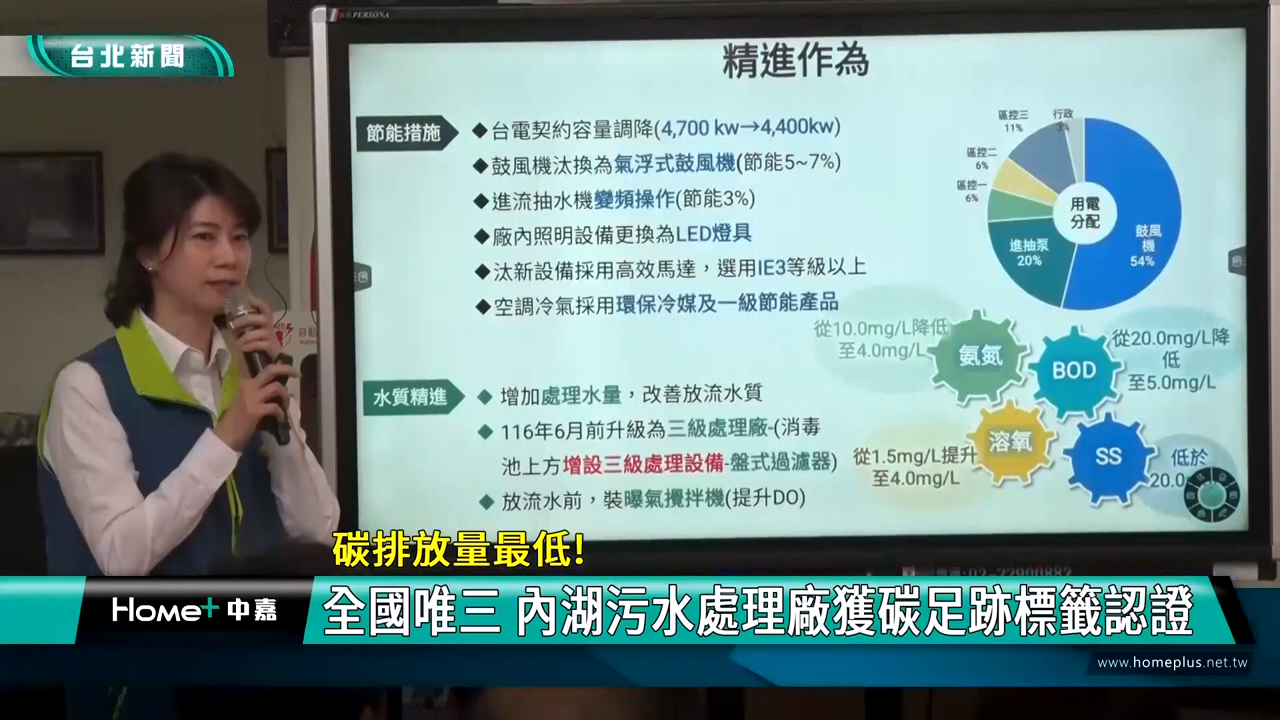 PERSONA
台北新聞
精進作為
節能措施
◆台電契約容量調降(4,700 kw→4,400kw)
◆鼓風機汰換為氣浮式鼓風機(節能5~7%)
◆進流抽水機變頻操作(節能3%)
◆廠內照明設備更換為LED燈具
◆汰新設備採用高效馬達，選用IE3等級以上
◆空調冷氣採用環保冷媒及一級節能產品
區控三
11%
行政
3%
區控二
6%
區控一
6%
用電
分配
鼓風
機
54%
進抽泵
20%
從10.0mg/L降低
至4.0mg/L
氨氮
BOD
從20.0mg/L降
低
至5.0mg/L
水質精進
◆ 增加處理水量，改善放流水質
◆ 116年6月前升級為三級處理廠-(消毒
池上方增設三級處理設備-盤式過濾器)
◆ 放流水前，裝曝氣攪拌機(提升DO)
從1.5mg/L提升
至4.0mg/L
溶氧
SS
低於
20.0
自動
02-22900882
碳排放量最低!
Home+中嘉
全國唯三 內湖污水處理廠獲碳足跡標籤認證
www.homeplus.net.tw